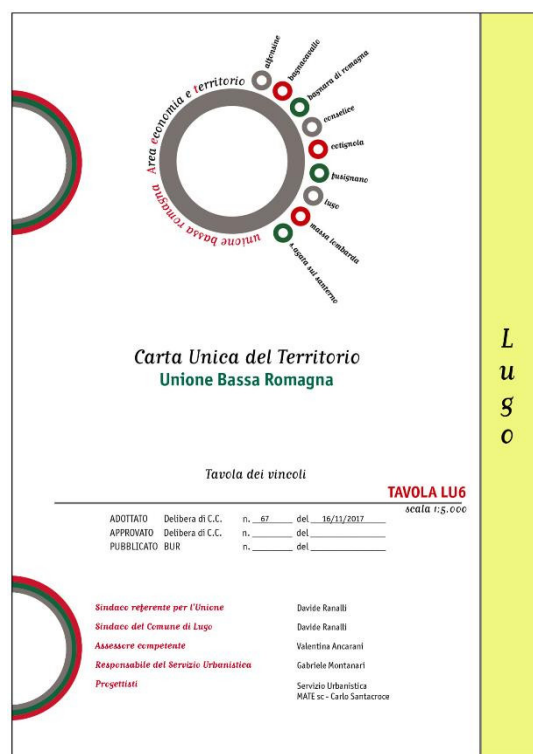 Area economia e territorio
unione bassa romagna
alfonsine
bagnacavallo
bagnara di romagna
conselice
cotignola
fusignano
lugo
massa lombarda
s.agata sul santerno
Carta Unica del Territorio
Unione Bassa Romagna
Lugo
Tavola dei vincoli
TAVOLA LU6
scala 1:5.000
ADOTTATO Delibera di C.C. n. 67 del 16/11/2017
APPROVATO Delibera di C.C. n. del
PUBBLICATO BUR n. del
Sindaco referente per l'Unione Davide Ranalli
Sindaco del Comune di Lugo Davide Ranalli
Assessore competente Valentina Ancarani
Responsabile del Servizio Urbanistica Gabriele Montanari
Progettisti Servizio Urbanistica
MATE sc - Carlo Santacroce